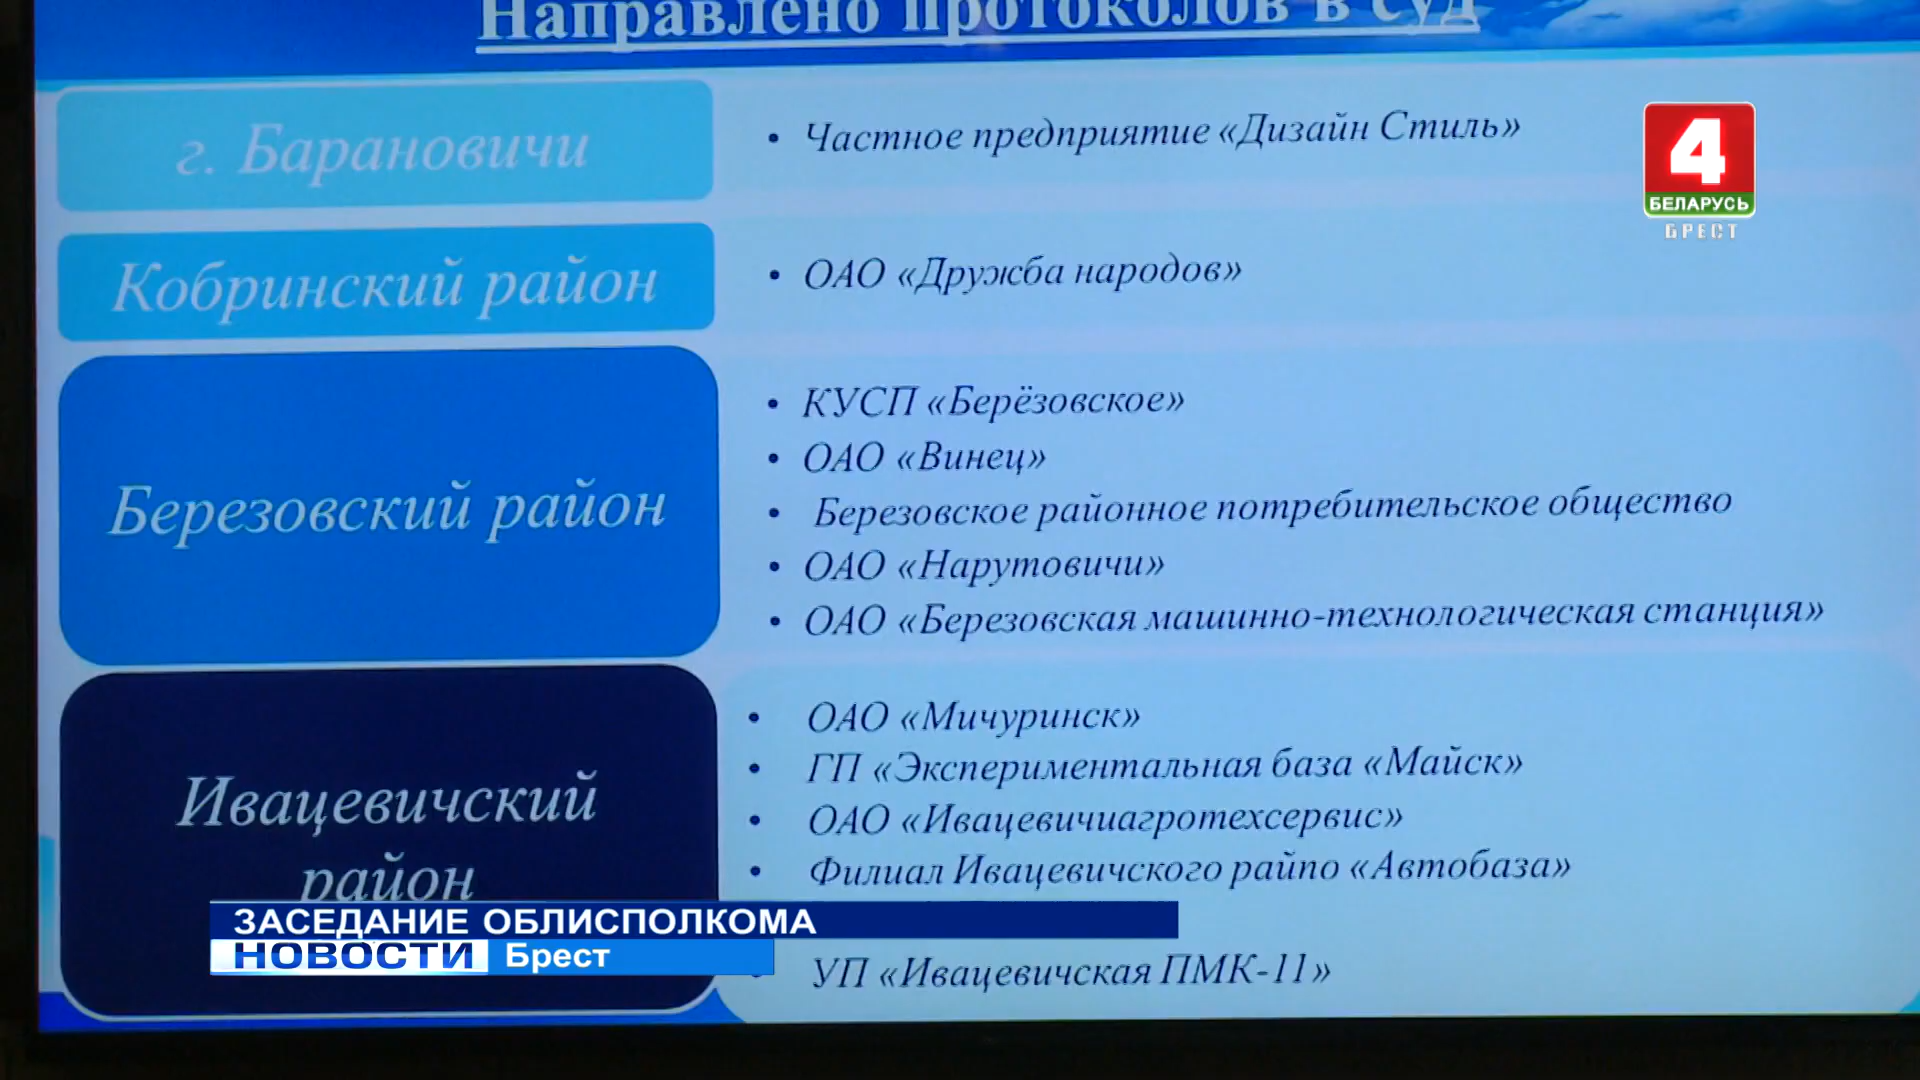 Направлено протоколов в суд
г. Барановичи
• Частное предприятие «Дизайн Стиль»
4
БЕЛАРУСЬ
БРЕСТ
Кобринский район
• ОАО «Дружба народов»
Березовский район
• КУСП «Берёзовское»
• ОАО «Винец»
• Березовское районное потребительское общество
• ОАО «Нарутовичи»
• ОАО «Березовская машинно-технологическая станция»
Ивацевичский
район
• ОАО «Мичуринск»
• ГП «Экспериментальная база «Майск»
• ОАО «Ивацевичиагротехсервис»
• Филиал Ивацевичского райпо «Автобаза»
• УП «Ивацевичская ПМК-11»
ЗАСЕДАНИЕ ОБЛИСПОЛКОМА
НОВОСТИ Брест